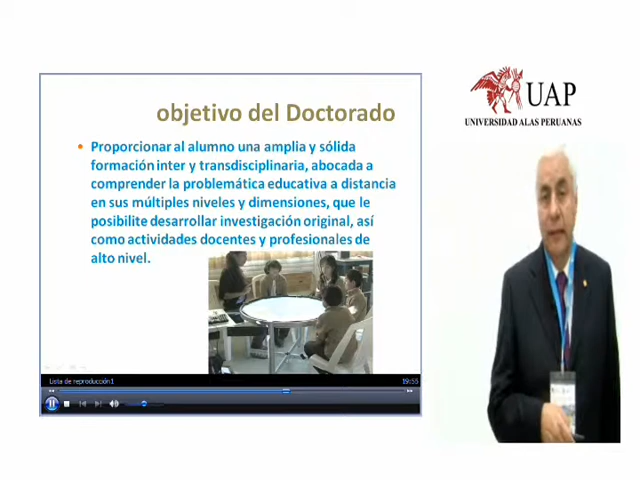 objetivo del Doctorado
• Proporcionar al alumno una amplia y sólida
formación inter y transdisciplinaria, abocada a
comprender la problemática educativa a distancia
en sus múltiples niveles y dimensiones, que le
posibilite desarrollar investigación original, así
como actividades docentes y profesionales de
alto nivel.
Lista de reproducción1
19:55
UAP
UNIVERSIDAD ALAS PERUANAS